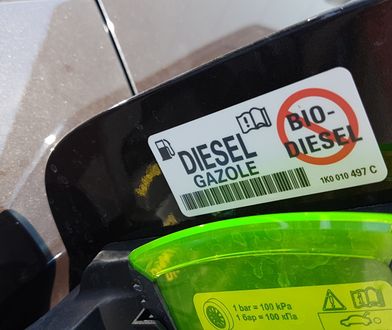 DIESEL
GAZOLE
BIO-
DIESEL
1K0 010 497 C
1 bar = 100 kPa
1 бар = 100 кПа